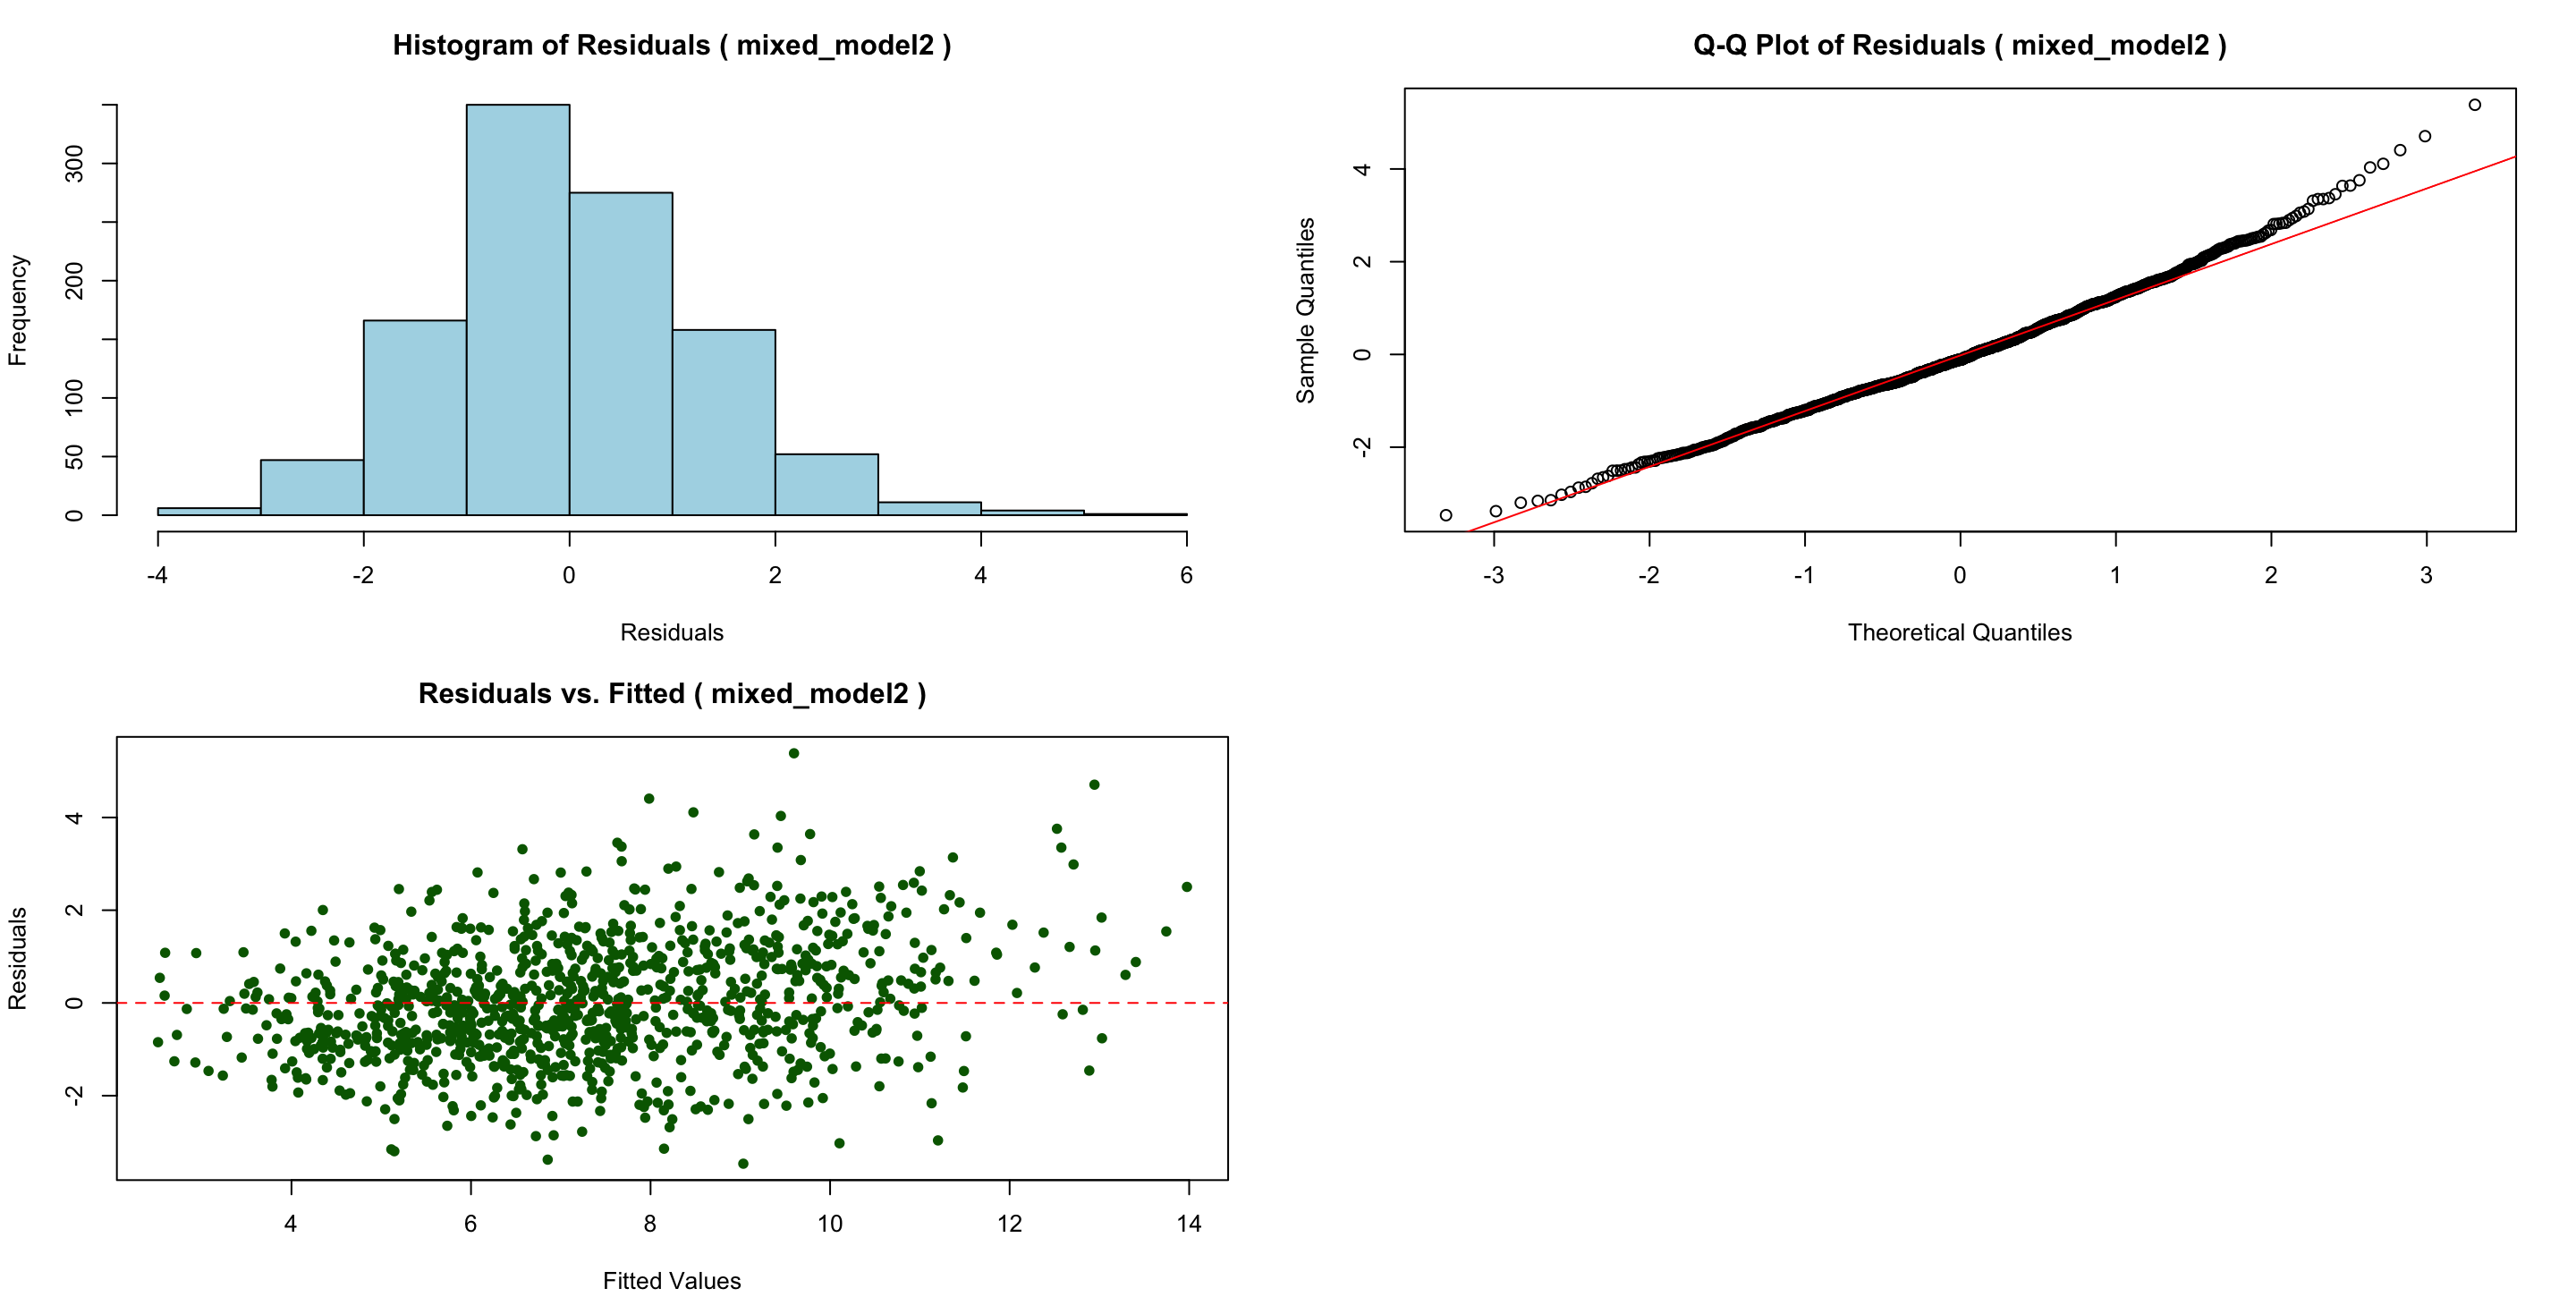 Histogram of Residuals ( mixed_model2 )
Frequency
0 50 100 200 300
-4 -2 0 2 4 6
Residuals
Q-Q Plot of Residuals ( mixed_model2 )
Sample Quantiles
-2 0 2 4
-3 -2 -1 0 1 2 3
Theoretical Quantiles
Residuals vs. Fitted ( mixed_model2 )
Residuals
-2 0 2 4
4 6 8 10 12 14
Fitted Values